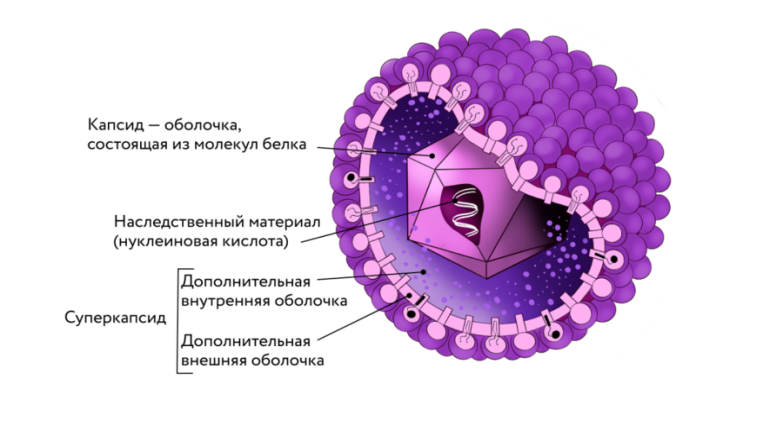 Капсид — оболочка,
состоящая из молекул белка
Наследственный материал
(нуклеиновая кислота)
Суперкапсид
Дополнительная
внутренняя оболочка
Дополнительная
внешняя оболочка